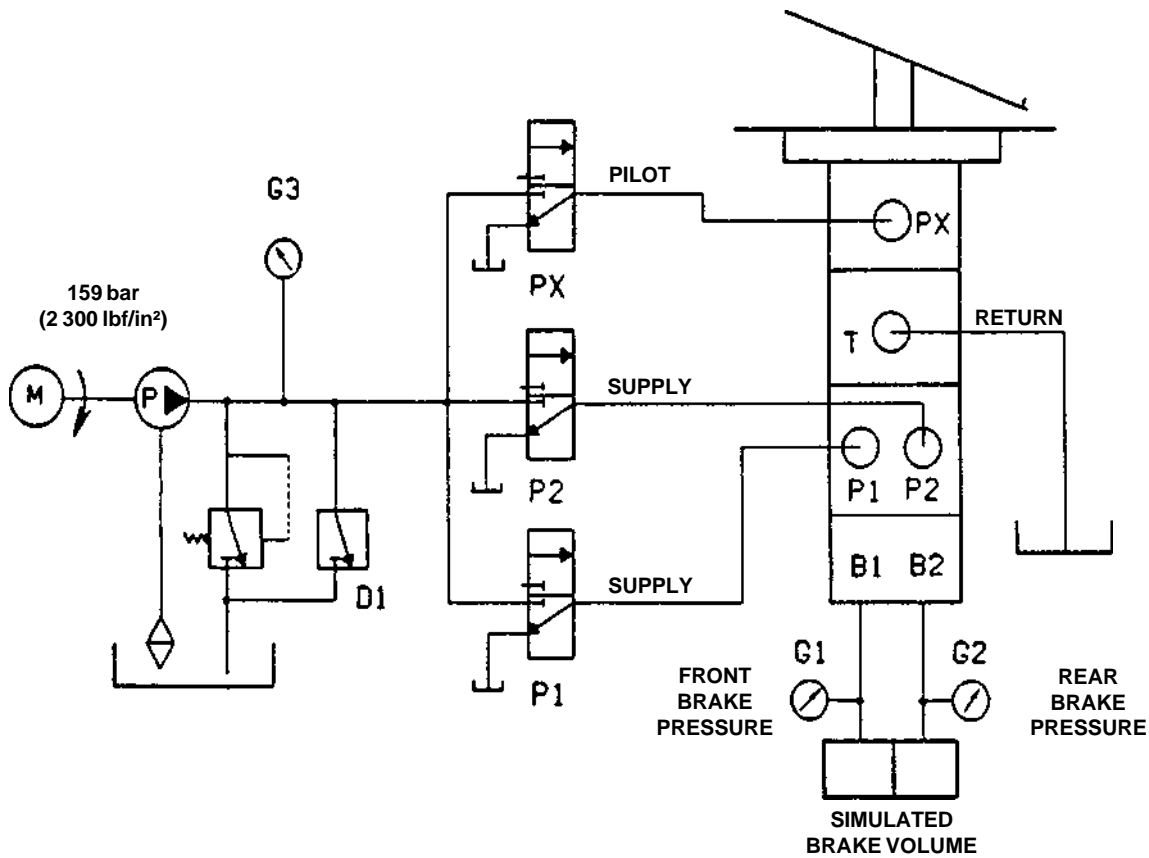 G3
159 bar
(2 300 lbf/in²)
M
P
D1
PILOT
PX
SUPPLY
P2
SUPPLY
P1
PX
T
RETURN
P1 P2
B1 B2
G1
G2
FRONT
BRAKE
PRESSURE
REAR
BRAKE
PRESSURE
SIMULATED
BRAKE VOLUME